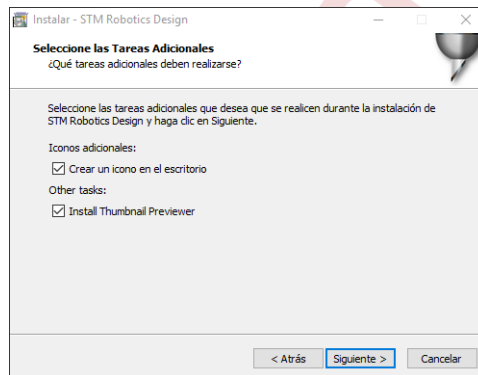 Instalar - STM Robotics Design
Seleccione las Tareas Adicionales
¿Qué tareas adicionales deben realizarse?
Seleccione las tareas adicionales que desea que se realicen durante la instalación de
STM Robotics Design y haga clic en Siguiente.
Iconos adicionales:
Crear un icono en el escritorio
Other tasks:
Install Thumbnail Previewer
< Atrás
Siguiente >
Cancelar